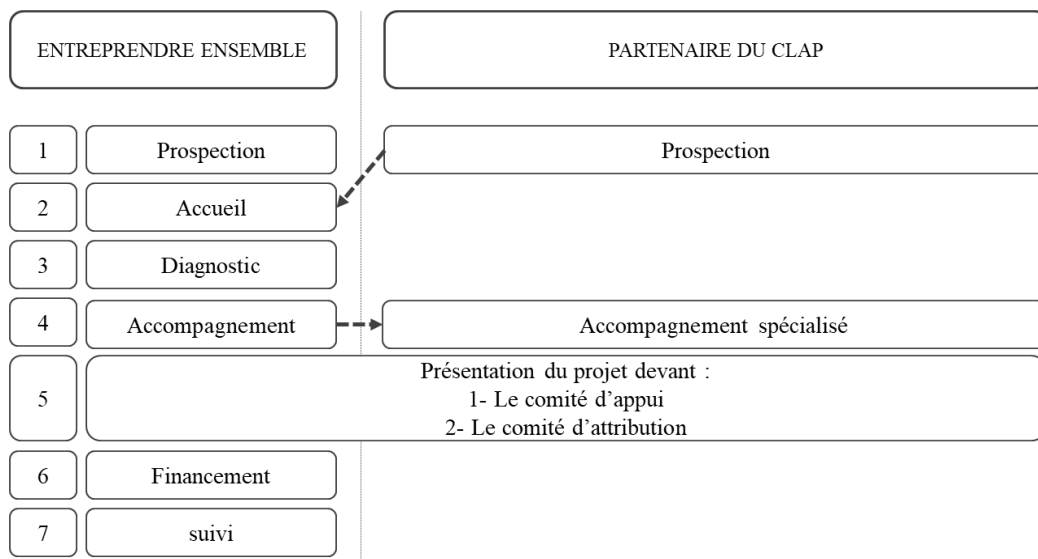 ENTREPRENDRE ENSEMBLE
PARTENAIRE DU CLAP
1
Prospection
Prospection
2
Accueil
3
Diagnostic
4
Accompagnement
Accompagnement spécialisé
5
Présentation du projet devant :
1- Le comité d’appui
2- Le comité d’attribution
6
Financement
7
suivi